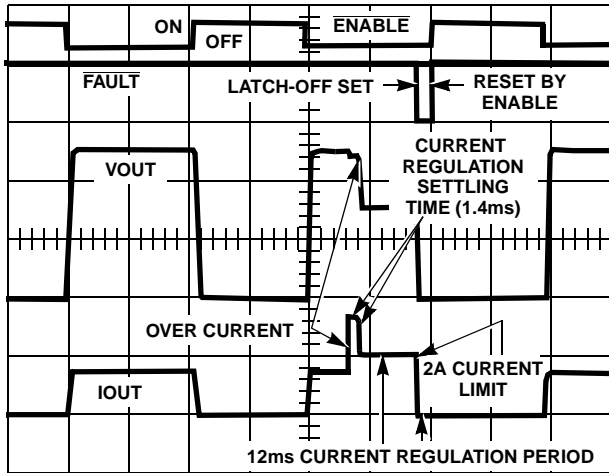 ON
OFF
ENABLE
FAULT
LATCH-OFF SET
RESET BY
ENABLE
VOUT
CURRENT
REGULATION
SETTLING
TIME (1.4ms)
OVER CURRENT
IOUT
2A CURRENT
LIMIT
12ms CURRENT REGULATION PERIOD